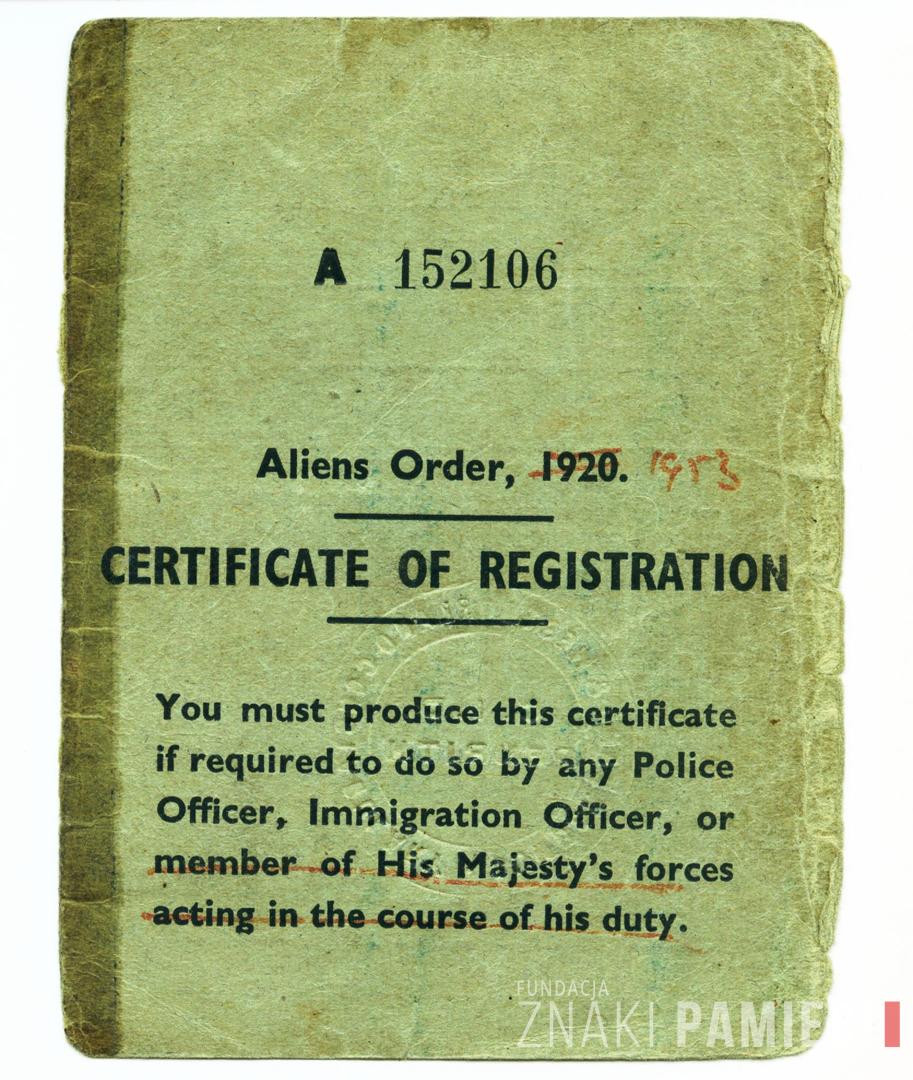 A 152106
Aliens Order, 1920. 1953
CERTIFICATE OF REGISTRATION
You must produce this certificate
if required to do so by any Police
Officer, Immigration Officer, or
member of His Majesty's forces
acting in the course of his duty.
FUNDACJA
ZNAKI PAMIĘ